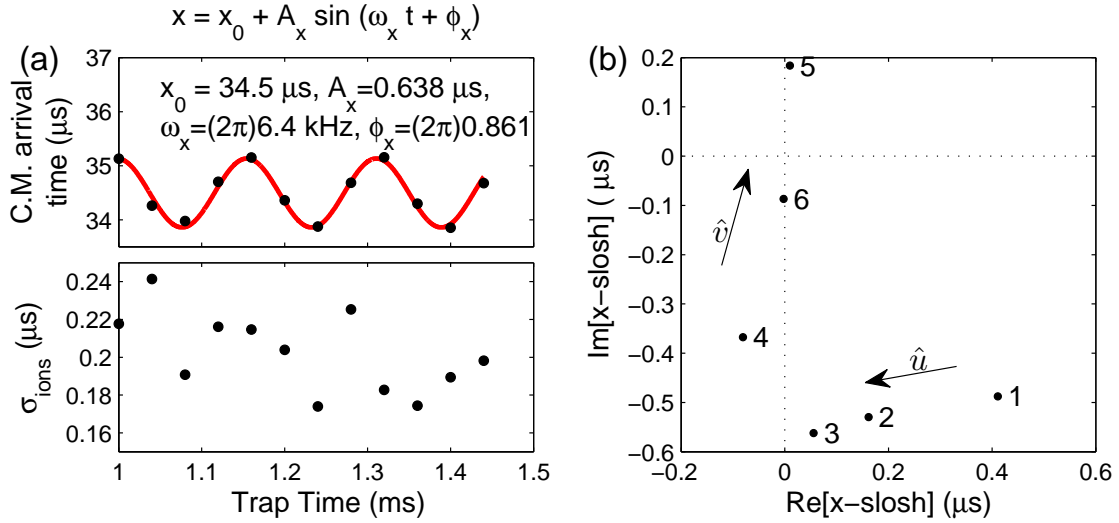 x = x₀ + Aₓ sin (ωₓ t + ϕₓ)
(a)
x₀ = 34.5 μs, Aₓ=0.638 μs,
ωₓ=(2π)6.4 kHz, ϕₓ=(2π)0.861
C.M. arrival
time (μs)
37
36
35
34
σ_ions (μs)
0.24
0.22
0.2
0.18
0.16
1 1.1 1.2 1.3 1.4 1.5
Trap Time (ms)
(b)
Im[x−slosh] ( μs)
0.2
0.1
0
−0.1
−0.2
−0.3
−0.4
−0.5
−0.6
5
6
v̂
4
û
1
2
3
−0.2 0 0.2 0.4 0.6
Re[x−slosh] (μs)